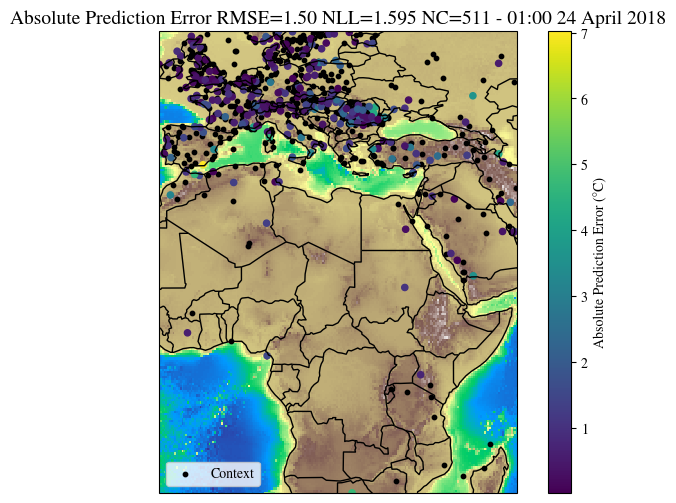 Absolute Prediction Error RMSE=1.50 NLL=1.595 NC=511 - 01:00 24 April 2018
7
6
5
4
3
2
1
Absolute Prediction Error (°C)
Context